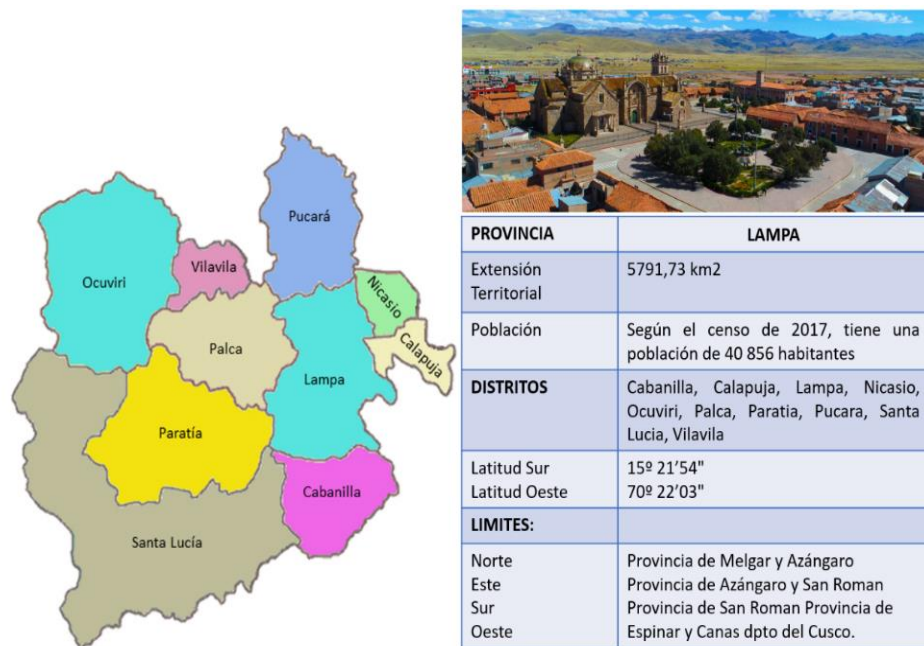 Pucará
Vilavila
Ocuviri
Nicasio
Palca
Calapuja
Lampa
Paratía
Cabanilla
Santa Lucía
PROVINCIA LAMPA
Extensión 5791,73 km2
Territorial
Población Según el censo de 2017, tiene una
población de 40 856 habitantes
DISTRITOS Cabanilla, Calapuja, Lampa, Nicasio,
Ocuviri, Palca, Paratia, Pucara, Santa
Lucia, Vilavila
Latitud Sur 15º 21’54"
Latitud Oeste 70º 22’03"
LIMITES:
Norte Provincia de Melgar y Azángaro
Este Provincia de Azángaro y San Roman
Sur Provincia de San Roman Provincia de
Oeste Espinar y Canas dpto del Cusco.